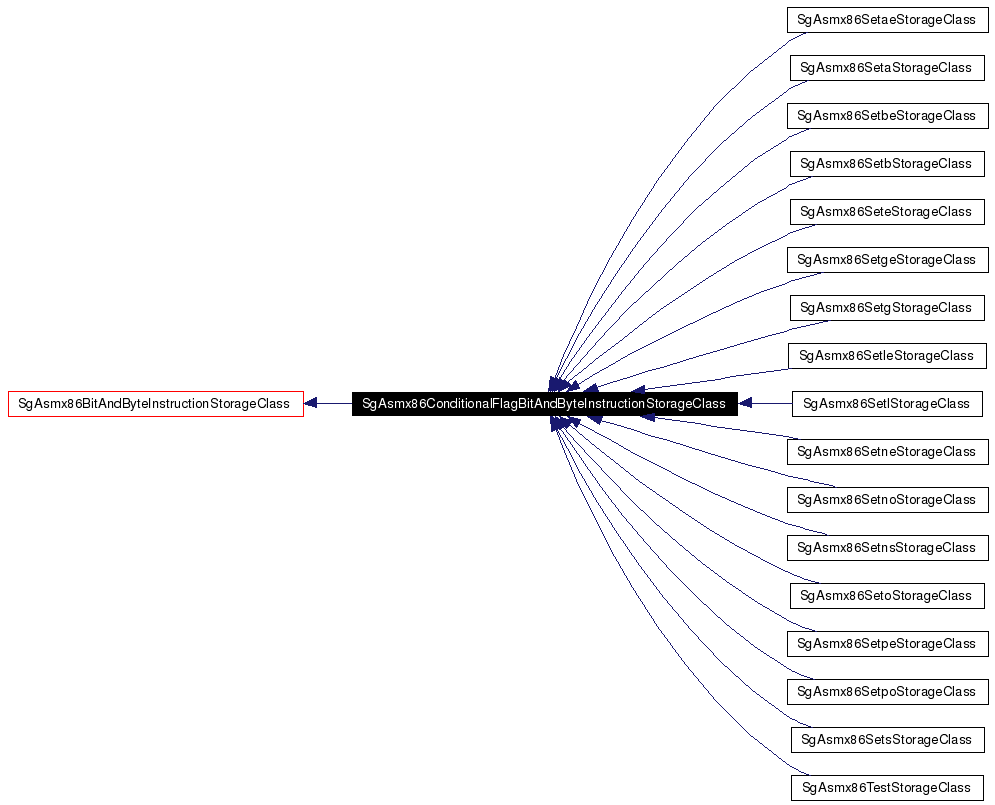 SgAsmx86SetaeStorageClass
SgAsmx86SetaStorageClass
SgAsmx86SetbeStorageClass
SgAsmx86SetbStorageClass
SgAsmx86SeteStorageClass
SgAsmx86SetgeStorageClass
SgAsmx86SetgStorageClass
SgAsmx86SetleStorageClass
SgAsmx86BitAndByteInstructionStorageClass
SgAsmx86ConditionalFlagBitAndByteInstructionStorageClass
SgAsmx86SetlStorageClass
SgAsmx86SetneStorageClass
SgAsmx86SetnoStorageClass
SgAsmx86SetnsStorageClass
SgAsmx86SetoStorageClass
SgAsmx86SetpeStorageClass
SgAsmx86SetpoStorageClass
SgAsmx86SetsStorageClass
SgAsmx86TestStorageClass